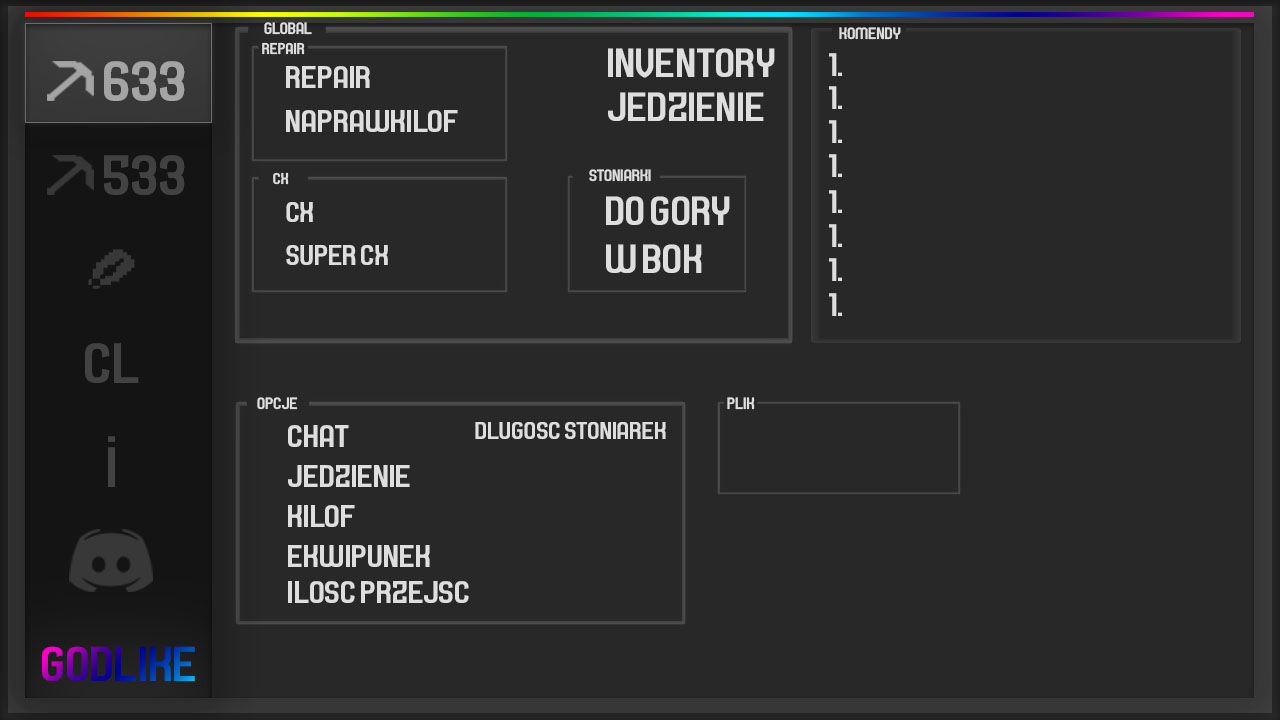 633
533
CL
i
GODLIKE
GLOBAL
REPAIR
REPAIR
NAPRAWKILOF
CX
CX
SUPER CX
INVENTORY
JEDZIENIE
STONIARKI
DO GORY
W BOK
KOMENDY
1.
1.
1.
1.
1.
1.
1.
1.
OPCJE
CHAT
JEDZIENIE
KILOF
EKWIPUNEK
ILOSC PRZEJSC
DLUGOSC STONIAREK
PLIK